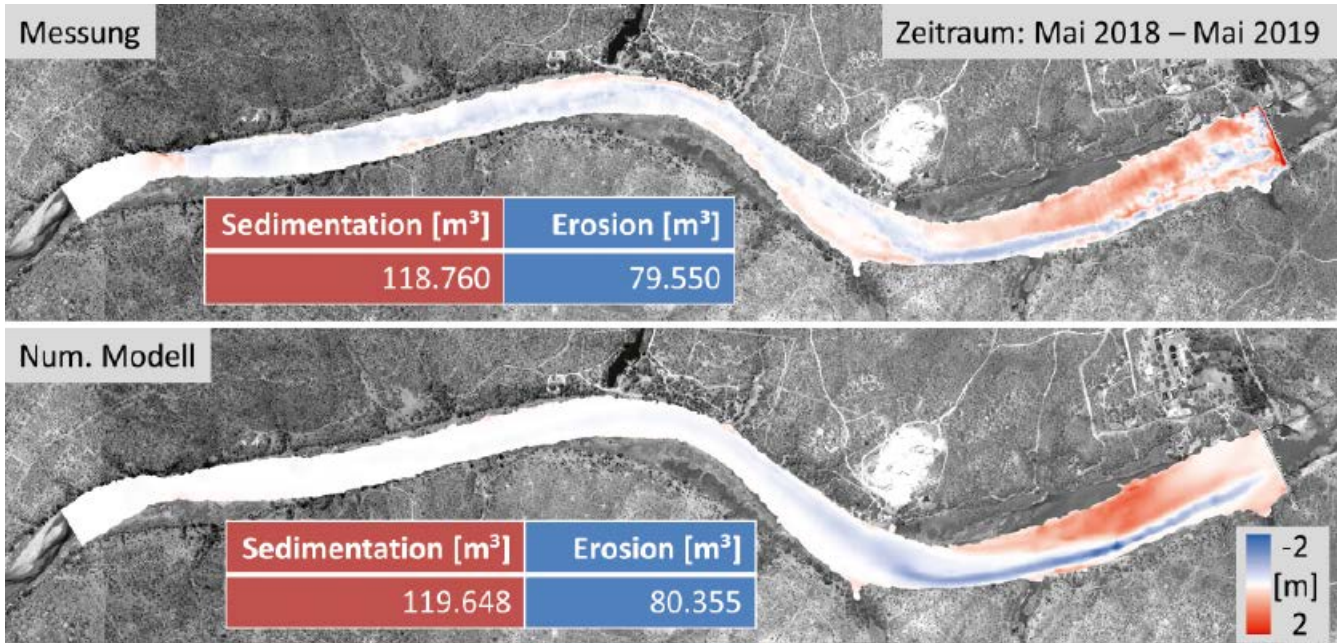 Messung
Zeitraum: Mai 2018 – Mai 2019
Sedimentation [m³] Erosion [m³]
118.760 79.550
Num. Modell
Sedimentation [m³] Erosion [m³]
119.648 80.355
-2
[m]
2